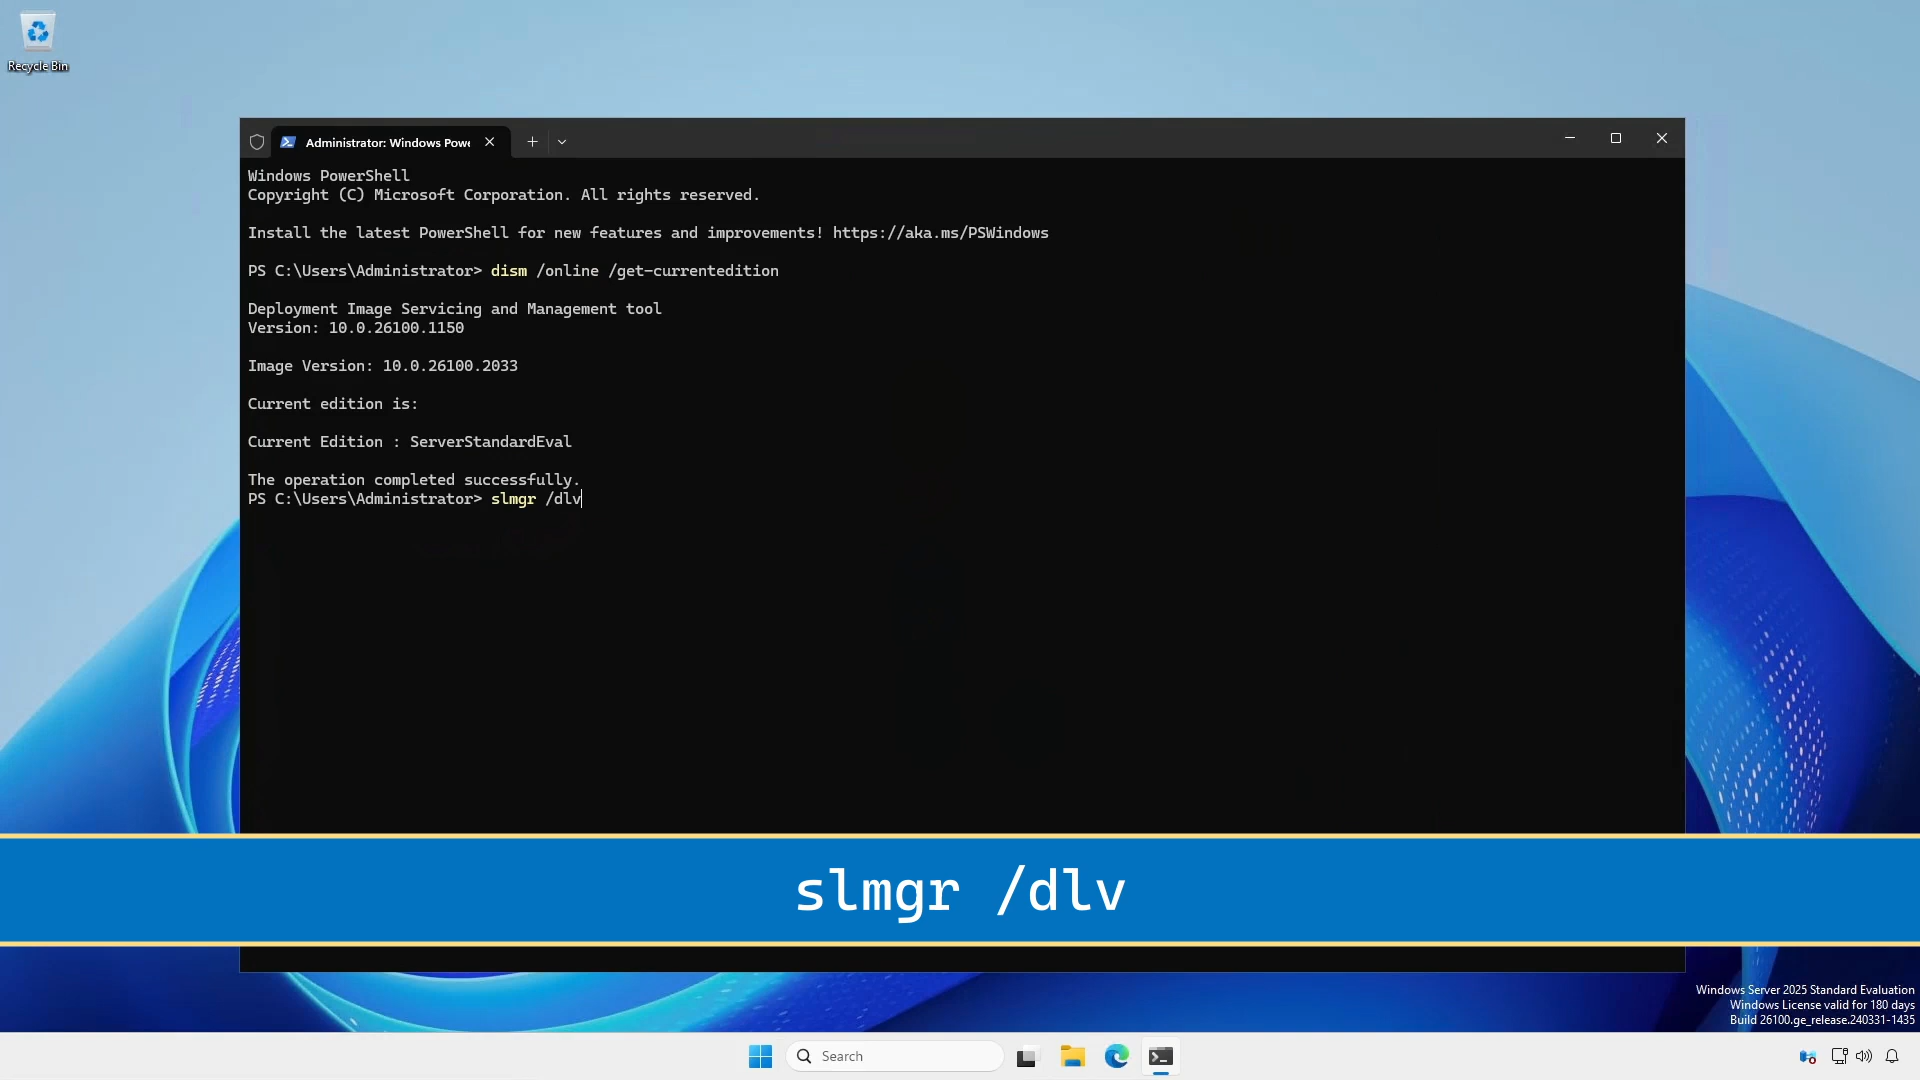 Recycle Bin
Administrator: Windows Powe
Windows PowerShell
Copyright (C) Microsoft Corporation. All rights reserved.
Install the latest PowerShell for new features and improvements! https://aka.ms/PSWindows
PS C:\Users\Administrator> dism /online /get-currentedition
Deployment Image Servicing and Management tool
Version: 10.0.26100.1150
Image Version: 10.0.26100.2033
Current edition is:
Current Edition : ServerStandardEval
The operation completed successfully.
PS C:\Users\Administrator> slmgr /dlv
slmgr /dlv
Windows Server 2025 Standard Evaluation
Windows License valid for 180 days
Build 26100.ge_release.240331-1435
Search